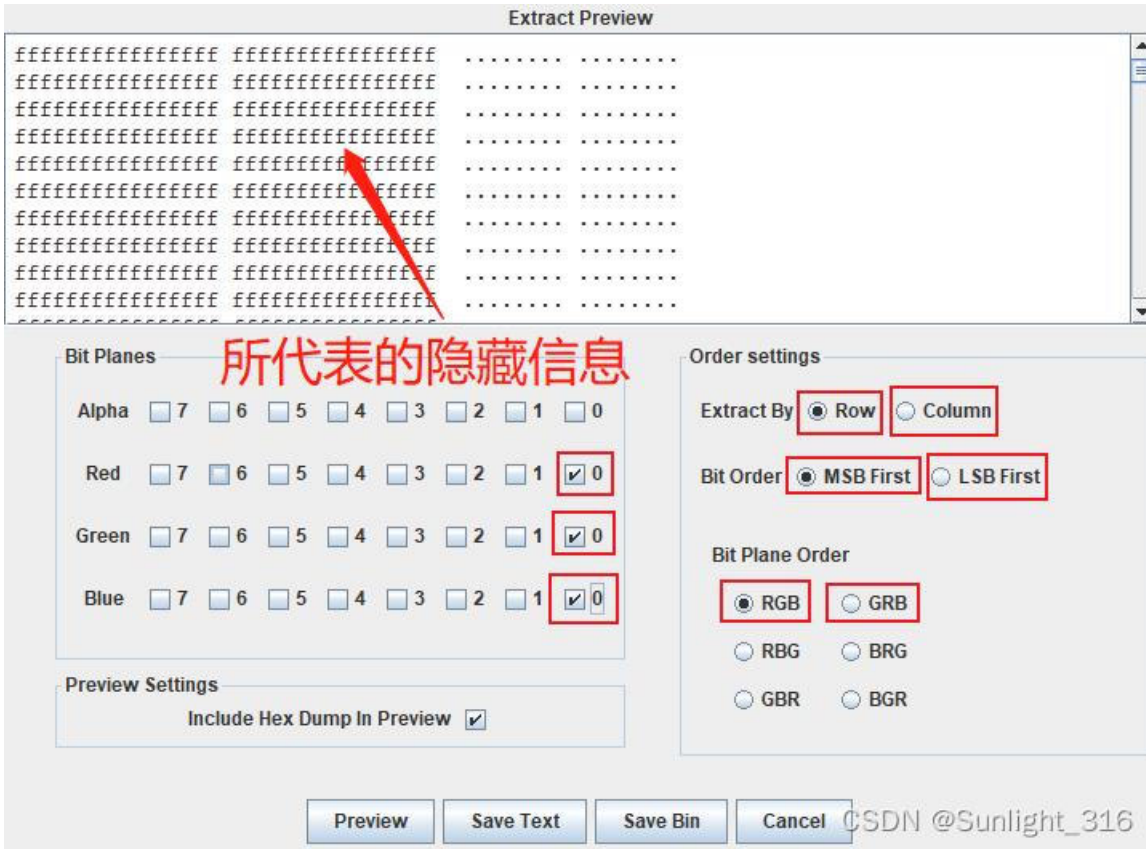 Extract Preview
ffffffffffffffff ffffffffffffffff ........ ........
ffffffffffffffff ffffffffffffffff ........ ........
ffffffffffffffff ffffffffffffffff ........ ........
ffffffffffffffff ffffffffffffffff ........ ........
ffffffffffffffff ffffffffffffffff ........ ........
ffffffffffffffff ffffffffffffffff ........ ........
ffffffffffffffff ffffffffffffffff ........ ........
ffffffffffffffff ffffffffffffffff ........ ........
ffffffffffffffff ffffffffffffffff ........ ........
ffffffffffffffff ffffffffffffffff ........ ........
所代表的隐藏信息
Bit Planes
Alpha 7 6 5 4 3 2 1 0
Red 7 6 5 4 3 2 1 0
Green 7 6 5 4 3 2 1 0
Blue 7 6 5 4 3 2 1 0
Preview Settings
Include Hex Dump In Preview
Order settings
Extract By Row Column
Bit Order MSB First LSB First
Bit Plane Order
RGB GRB
RBG BRG
GBR BGR
Preview Save Text Save Bin Cancel
CSDN @Sunlight_316